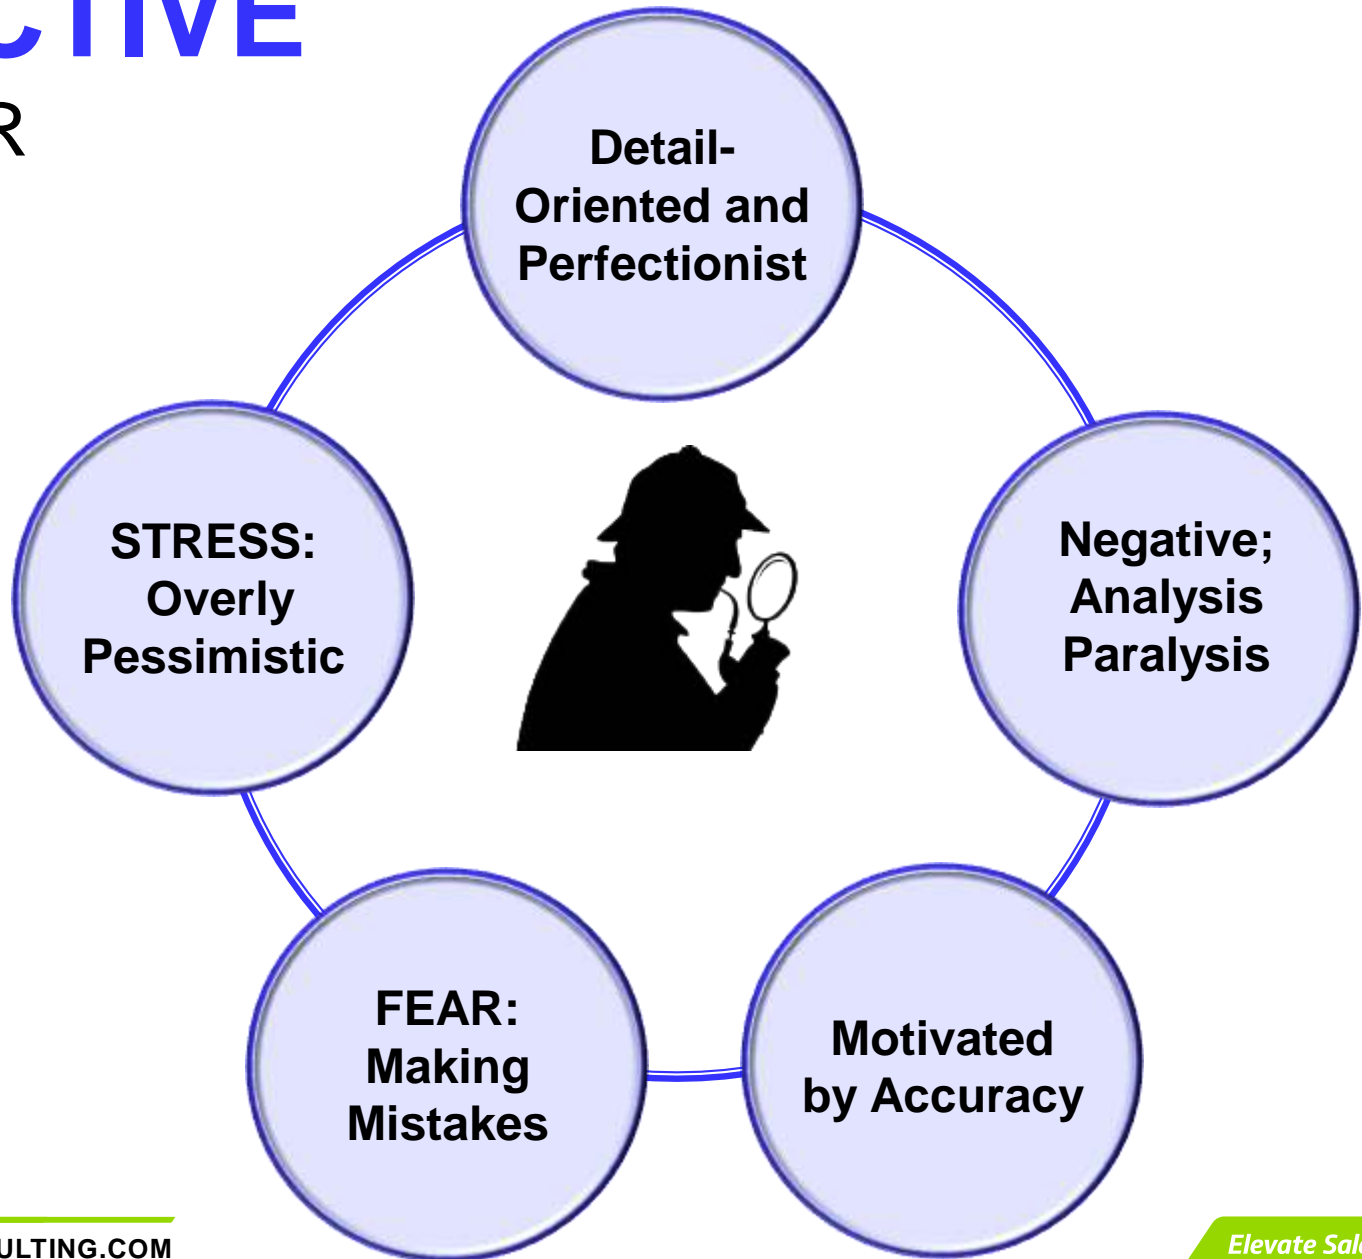 CTIVE
R
Detail-
Oriented and
Perfectionist
STRESS:
Overly
Pessimistic
Negative;
Analysis
Paralysis
FEAR:
Making
Mistakes
Motivated
by Accuracy
ULTING.COM
Elevate Sal